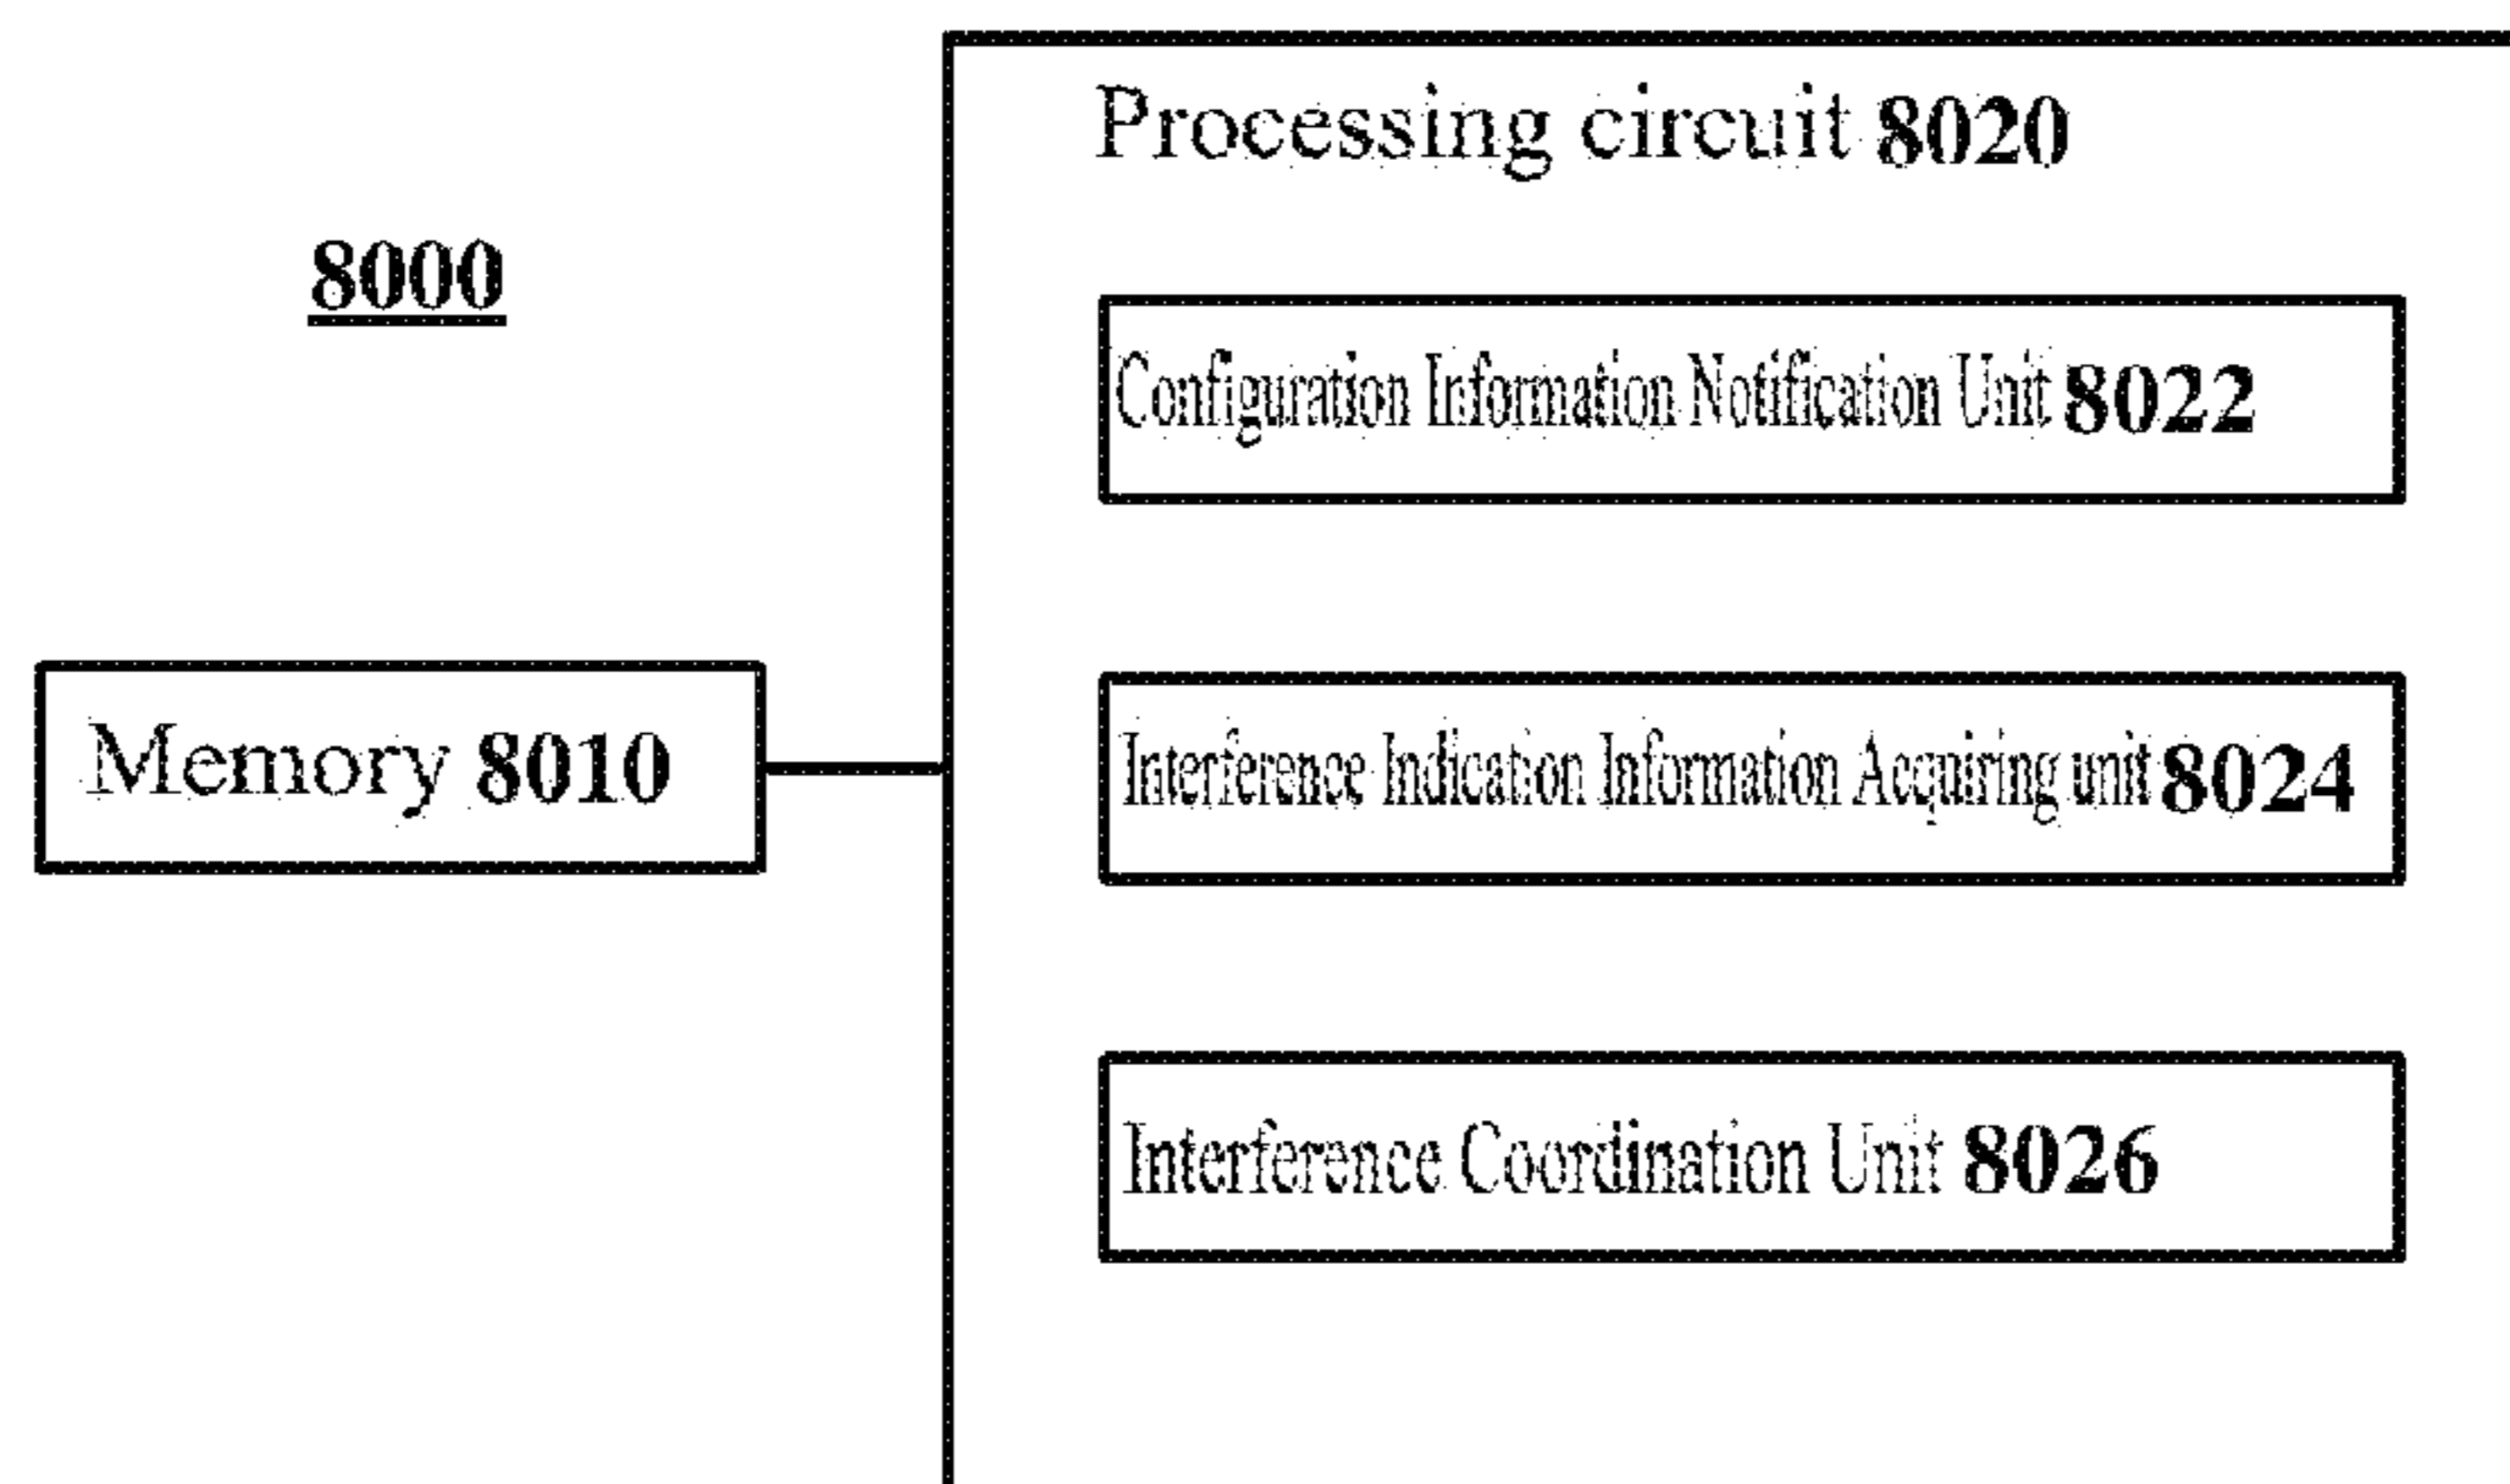 Processing circuit 8020
8000
Configuration Information Notification Unit 8022
Memory 8010
Interference Indication Information Acquiring unit 8024
Interference Coordination Unit 8026